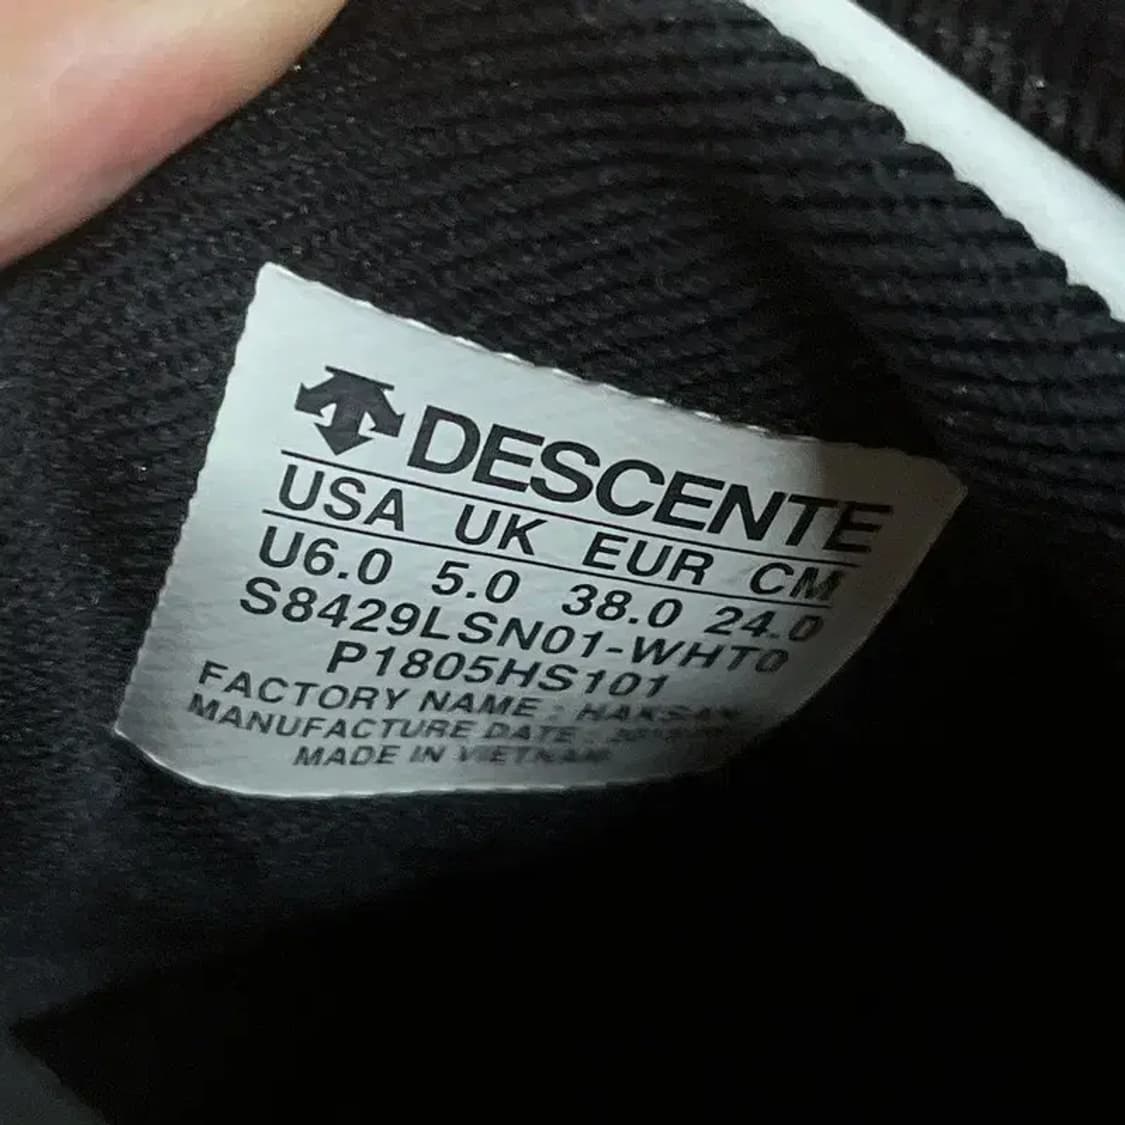 DESCENTE
USA UK EUR CM
U6.0 5.0 38.0 24.0
S8429LSN01-WHT0
P1805HS101
FACTORY NAME : HAKSAN
MANUFACTURE DATE :
MADE IN VIETNAM